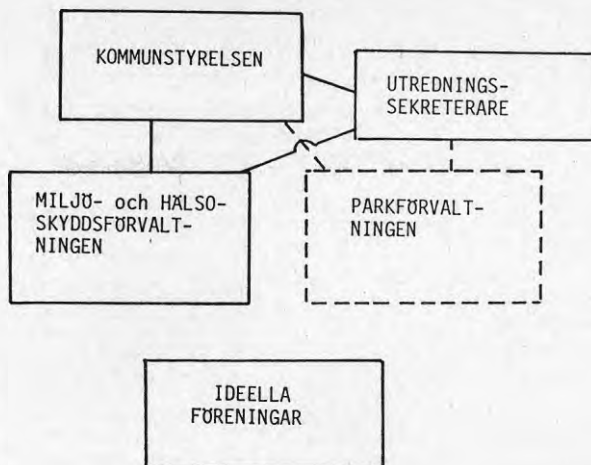 KOMMUNSTYRELSEN
UTREDNINGS-
SEKRETERARE
MILJÖ- och HÄLSO-
SKYDDSFÖRVALT-
NINGEN
PARKFÖRVALT-
NINGEN
IDEELLA
FÖRENINGAR